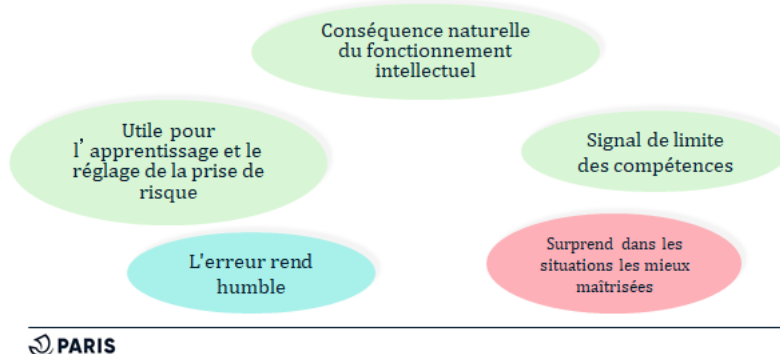 Conséquence naturelle
du fonctionnement
intellectuel
Utile pour
l’ apprentissage et le
réglage de la prise de
risque
Signal de limite
des compétences
L'erreur rend
humble
Surprend dans les
situations les mieux
maîtrisées
PARIS